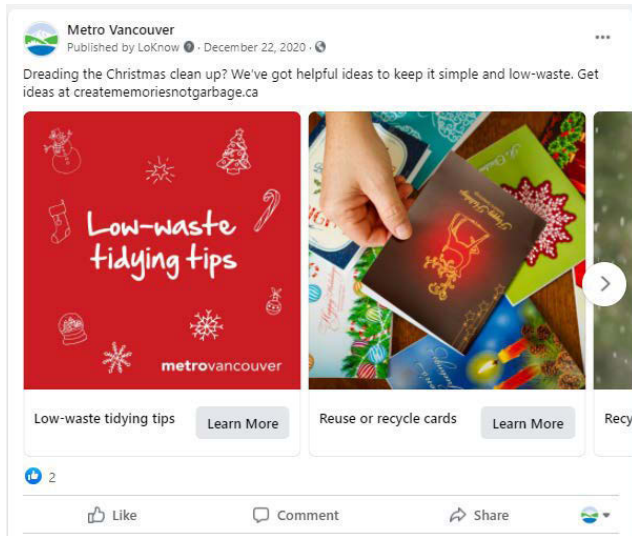 Metro Vancouver
Published by LoKnow · December 22, 2020 ·
Dreading the Christmas clean up? We've got helpful ideas to keep it simple and low-waste. Get
ideas at creatememoriesnotgarbage.ca
Low-waste
tidying tips
metrovancouver
Happy Holidays
Low-waste tidying tips
Learn More
Reuse or recycle cards
Learn More
Recy
2
Like
Comment
Share